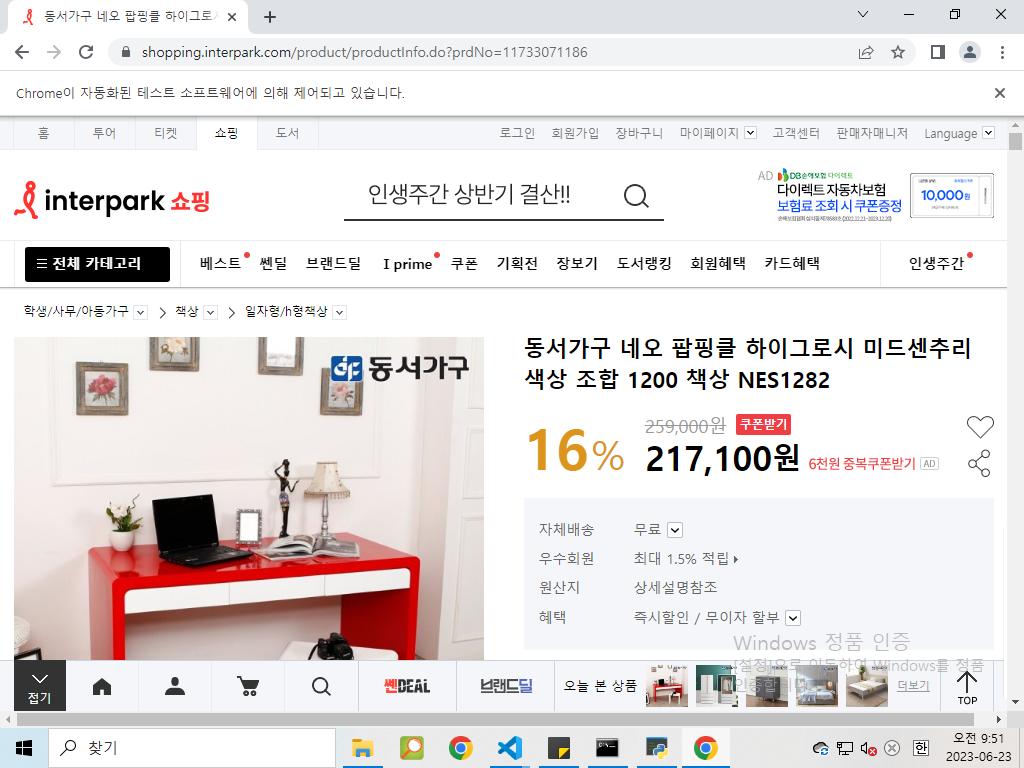 동서가구 네오 팝핑클 하이그로시
shopping.interpark.com/product/productInfo.do?prdNo=11733071186
Chrome이 자동화된 테스트 소프트웨어에 의해 제어되고 있습니다.
홈 투어 티켓 쇼핑 도서 로그인 회원가입 장바구니 마이페이지 고객센터 판매자매니저 Language
interpark 쇼핑
인생주간 상반기 결산!!
AD DB손해보험 다이렉트
다이렉트 자동차보험
보험료 조회 시 쿠폰증정
10,000원
전체 카테고리 베스트 쎈딜 브랜드딜 I prime 쿠폰 기획전 장보기 도서랭킹 회원혜택 카드혜택 인생주간
학생/사무/아동가구 책상 일자형/h형책상
동서가구
동서가구 네오 팝핑클 하이그로시 미드센추리
색상 조합 1200 책상 NES1282
16%
259,000원 쿠폰받기
217,100원 6천원 중복쿠폰받기 AD
자체배송 무료
우수회원 최대 1.5% 적립
원산지 상세설명참조
혜택 즉시할인 / 무이자 할부
Windows 정품 인증
[설정]으로 이동하여 Windows를 정품
인증합니다.
접기
쎈DEAL
브랜드딜
오늘 본 상품
더보기
TOP
찾기
오전 9:51
2023-06-23